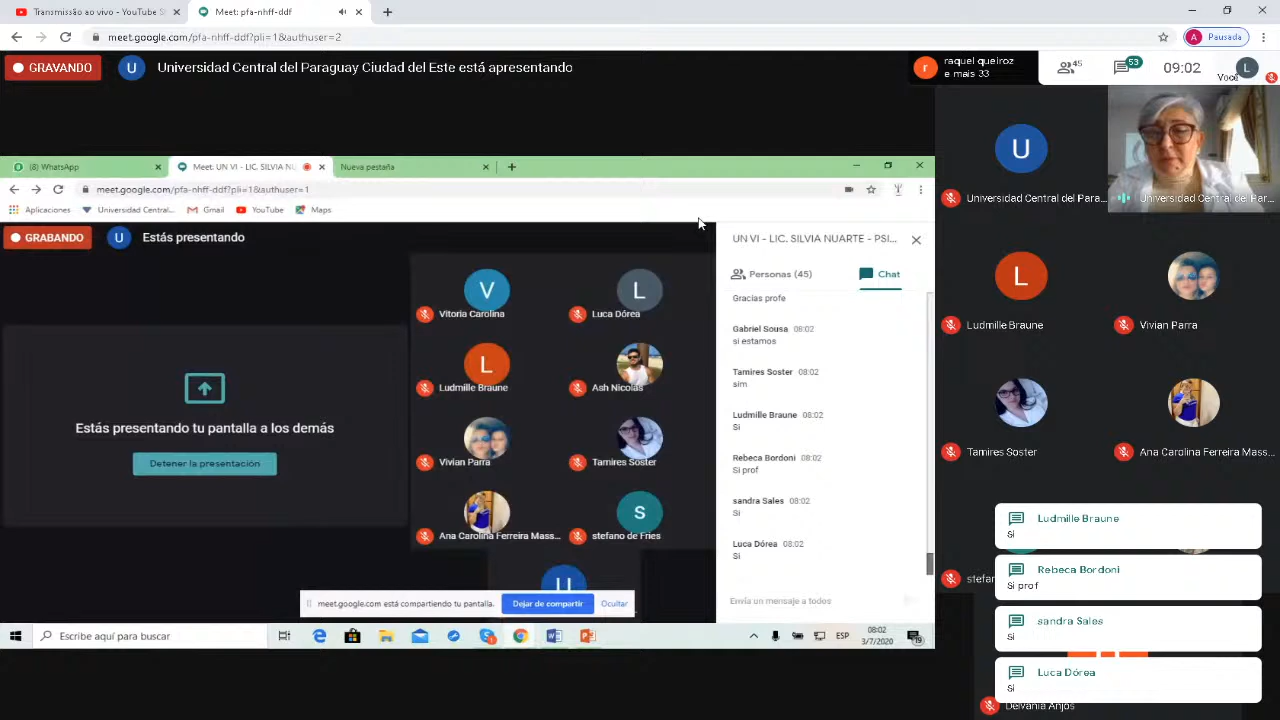 Transmissão ao vivo - YouTube St
Meet: pfa-nhff-ddf
meet.google.com/pfa-nhff-ddf?pli=1&authuser=2
A
Pausada
GRAVANDO
U
Universidad Central del Paraguay Ciudad del Este está apresentando
r
raquel queiroz
e mais 33
45
53
09:02
Você
L
(8) WhatsApp
Meet: UN VI - LIC. SILVIA NU
Nueva pestaña
meet.google.com/pfa-nhff-ddf?pli=1&authuser=1
Aplicaciones
Universidad Central...
Gmail
YouTube
Maps
GRABANDO
U
Estás presentando
V
Vitoria Carolina
L
Luca Dórea
L
Ludmille Braune
Ash Nicolás
Vivian Parra
Tamires Soster
Ana Carolina Ferreira Mass...
S
stefano de Fries
U
Estás presentando tu pantalla a los demás
Detener la presentación
meet.google.com está compartiendo tu pantalla.
Dejar de compartir
Ocultar
UN VI - LIC. SILVIA NUARTE - PSI...
Personas (45)
Chat
Gracias profe
Gabriel Sousa 08:02
si estamos
Tamires Soster 08:02
sim
Ludmille Braune 08:02
Si
Rebeca Bordoni 08:02
Si prof
sandra Sales 08:02
Si
Luca Dórea 08:02
Si
Envía un mensaje a todos
Escribe aquí para buscar
ESP
08:02
3/7/2020
19
U
Universidad Central del Para...
Universidad Central del Par...
L
Ludmille Braune
Vivian Parra
Tamires Soster
Ana Carolina Ferreira Mass...
Ludmille Braune
Si
stefar
Rebeca Bordoni
Si prof
sandra Sales
Si
Luca Dórea
Si
Delvania Anjos